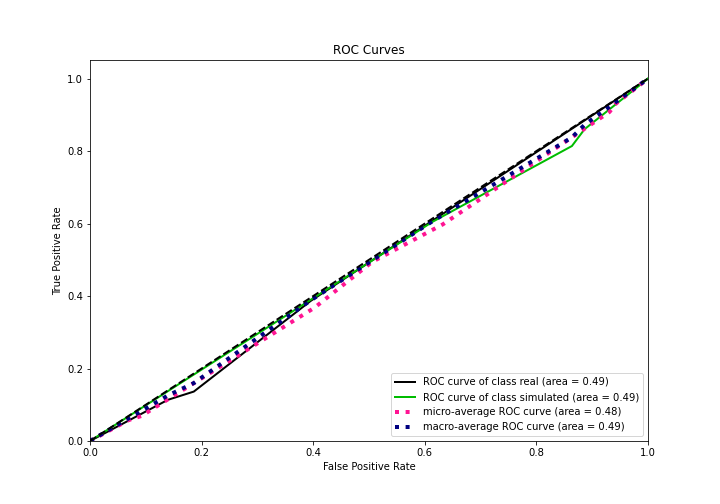 ROC Curves
True Positive Rate
1.0
0.8
0.6
0.4
0.2
0.0
0.0 0.2 0.4 0.6 0.8 1.0
False Positive Rate
ROC curve of class real (area = 0.49)
ROC curve of class simulated (area = 0.49)
micro-average ROC curve (area = 0.48)
macro-average ROC curve (area = 0.49)